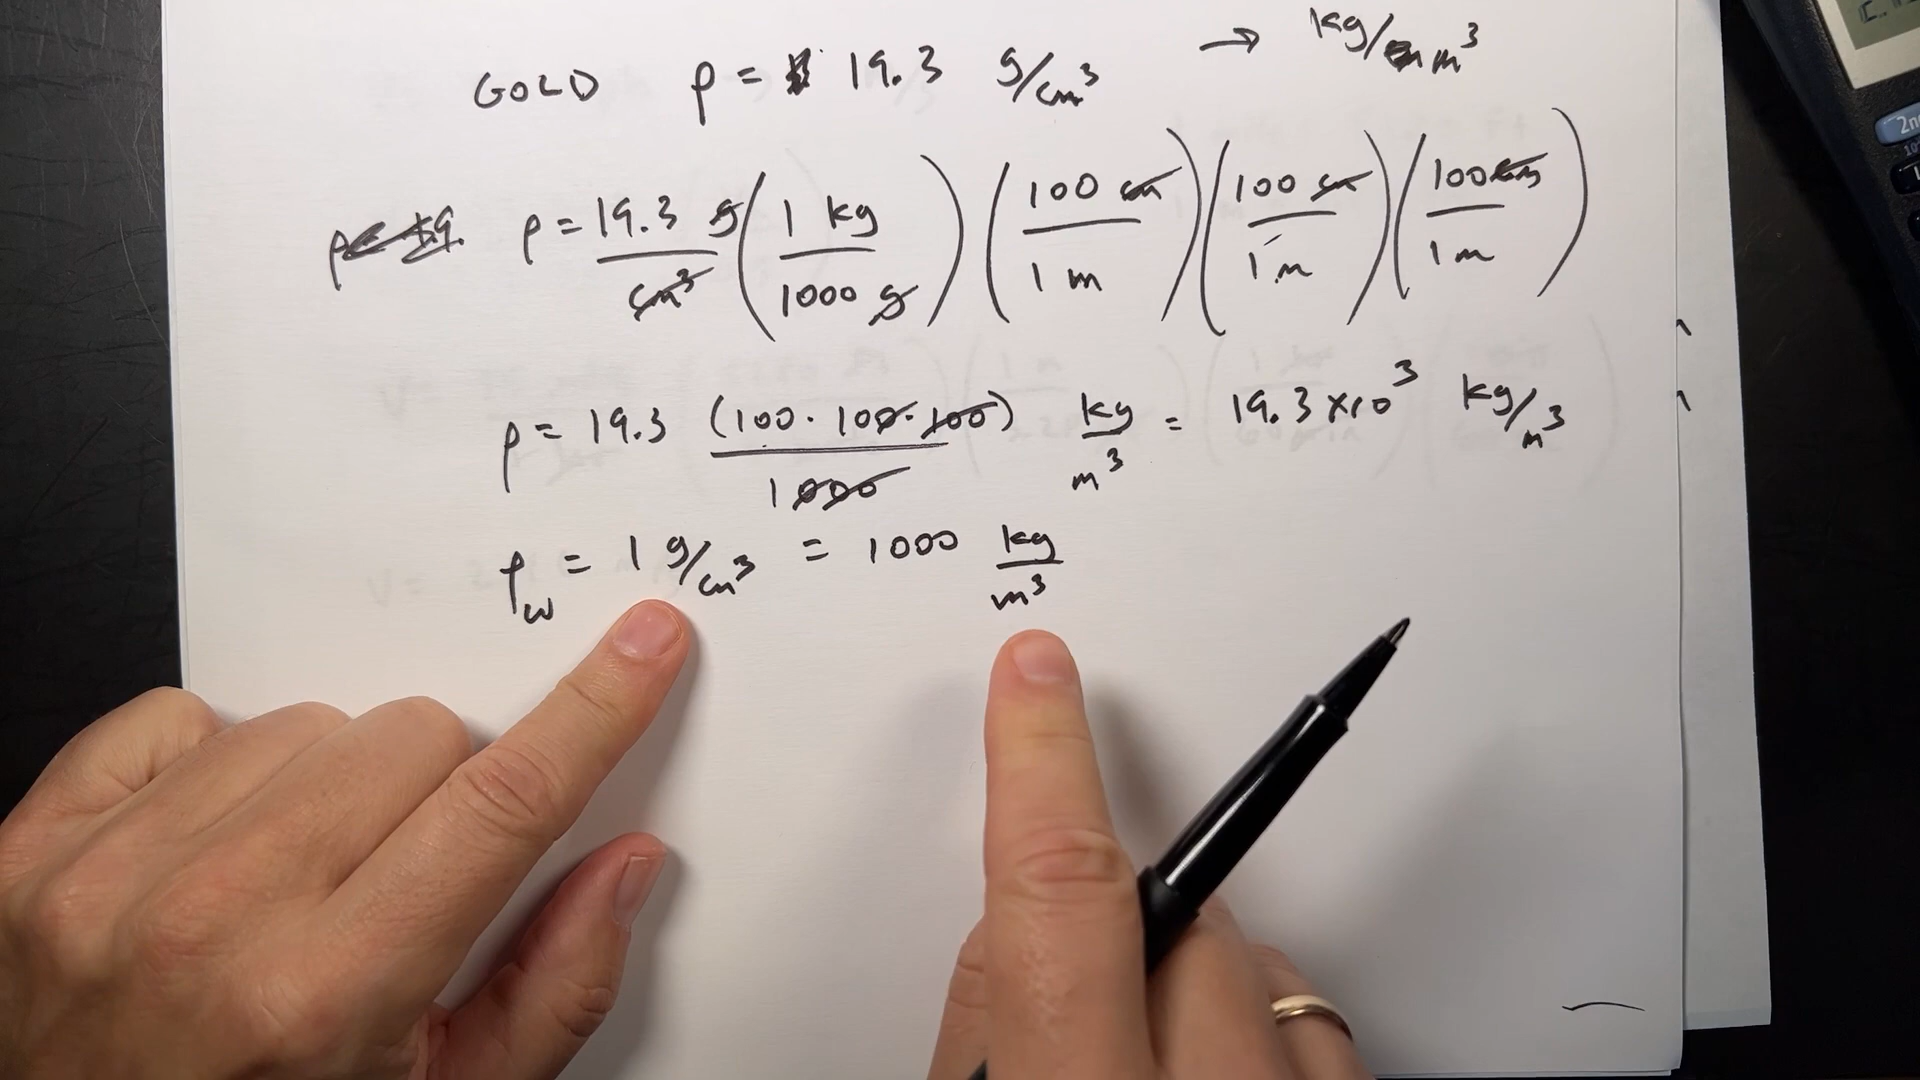 GOLD ρ = 19.3 g/cm³ → kg/m³
ρ = 19.3 g/cm³ (1 kg/1000 g) (100 cm/1 m) (100 cm/1 m) (100 cm/1 m)
ρ = 19.3 (100 · 100 · 100)/1000 kg/m³ = 19.3 x10³ kg/m³
ρw = 1 g/cm³ = 1000 kg/m³
2nd